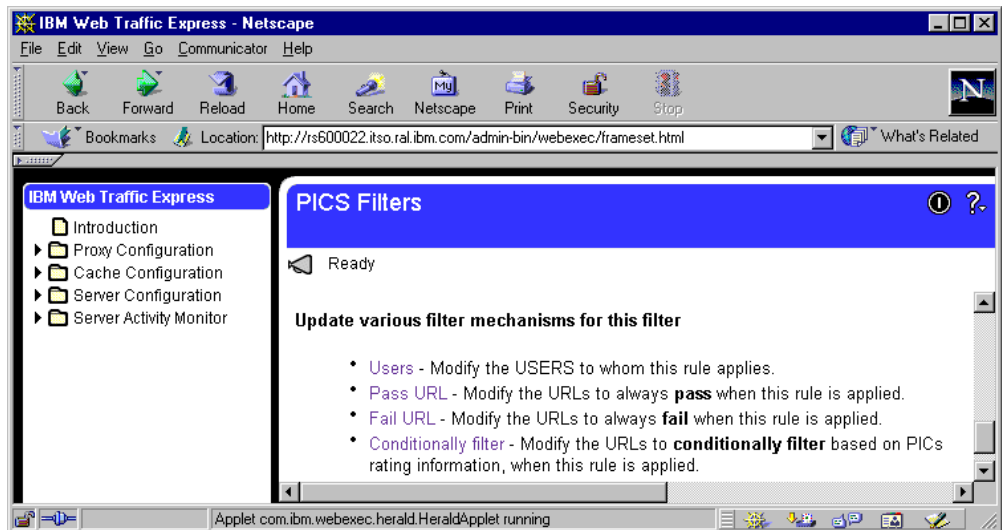 IBM Web Traffic Express - Netscape
File Edit View Go Communicator Help
Back Forward Reload Home Search Netscape Print Security Stop
My
N
Bookmarks Location: http://rs600022.itso.ral.ibm.com/admin-bin/webexec/frameset.html What's Related
IBM Web Traffic Express
Introduction
Proxy Configuration
Cache Configuration
Server Configuration
Server Activity Monitor
PICS Filters
?
Ready
Update various filter mechanisms for this filter
• Users - Modify the USERS to whom this rule applies.
• Pass URL - Modify the URLs to always pass when this rule is applied.
• Fail URL - Modify the URLs to always fail when this rule is applied.
• Conditionally filter - Modify the URLs to conditionally filter based on PICs
rating information, when this rule is applied.
Applet com.ibm.webexec.herald.HeraldApplet running